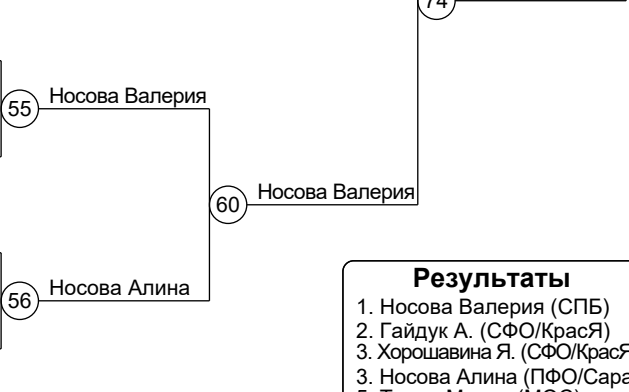 74
55 Носова Валерия
60 Носова Валерия
56 Носова Алина
Результаты
1. Носова Валерия (СПБ)
2. Гайдук А. (СФО/КрасЯ)
3. Хорошавина Я. (СФО/КрасЯ
3. Носова Алина (ПФО/Сара